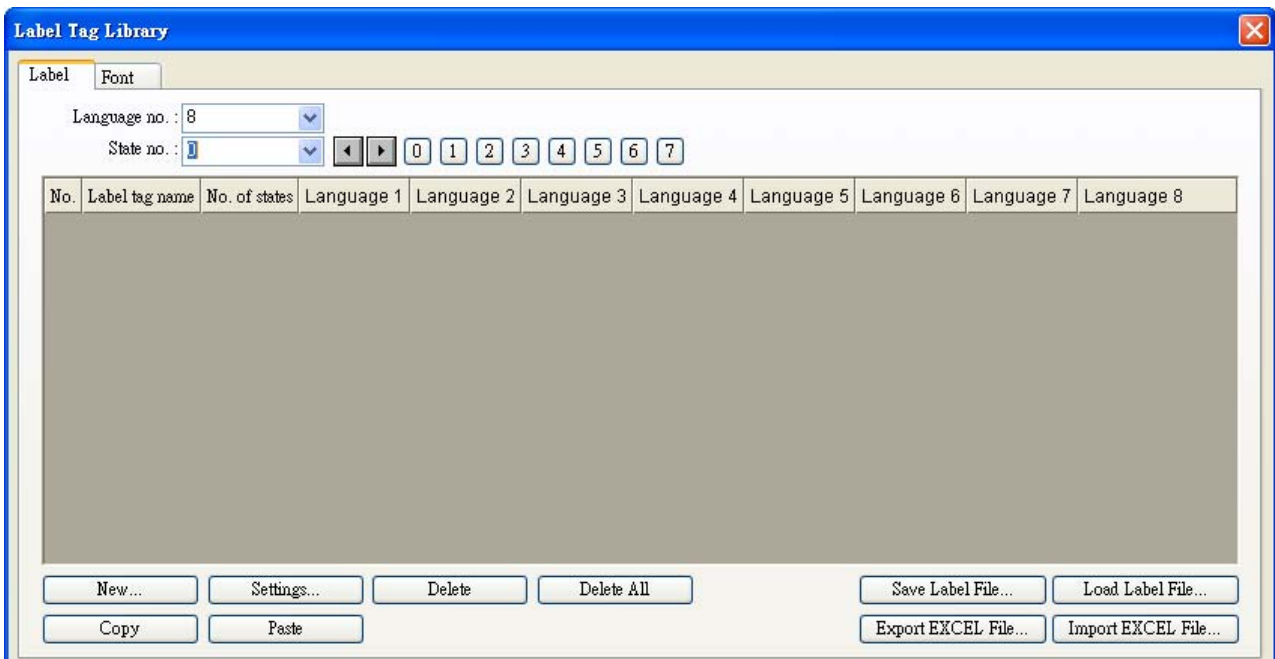 Label Tag Library
Label Font
Language no. : 8
State no. : 0 0 1 2 3 4 5 6 7
No. Label tag name No. of states Language 1 Language 2 Language 3 Language 4 Language 5 Language 6 Language 7 Language 8
New... Settings... Delete Delete All Save Label File... Load Label File...
Copy Paste Export EXCEL File... Import EXCEL File...